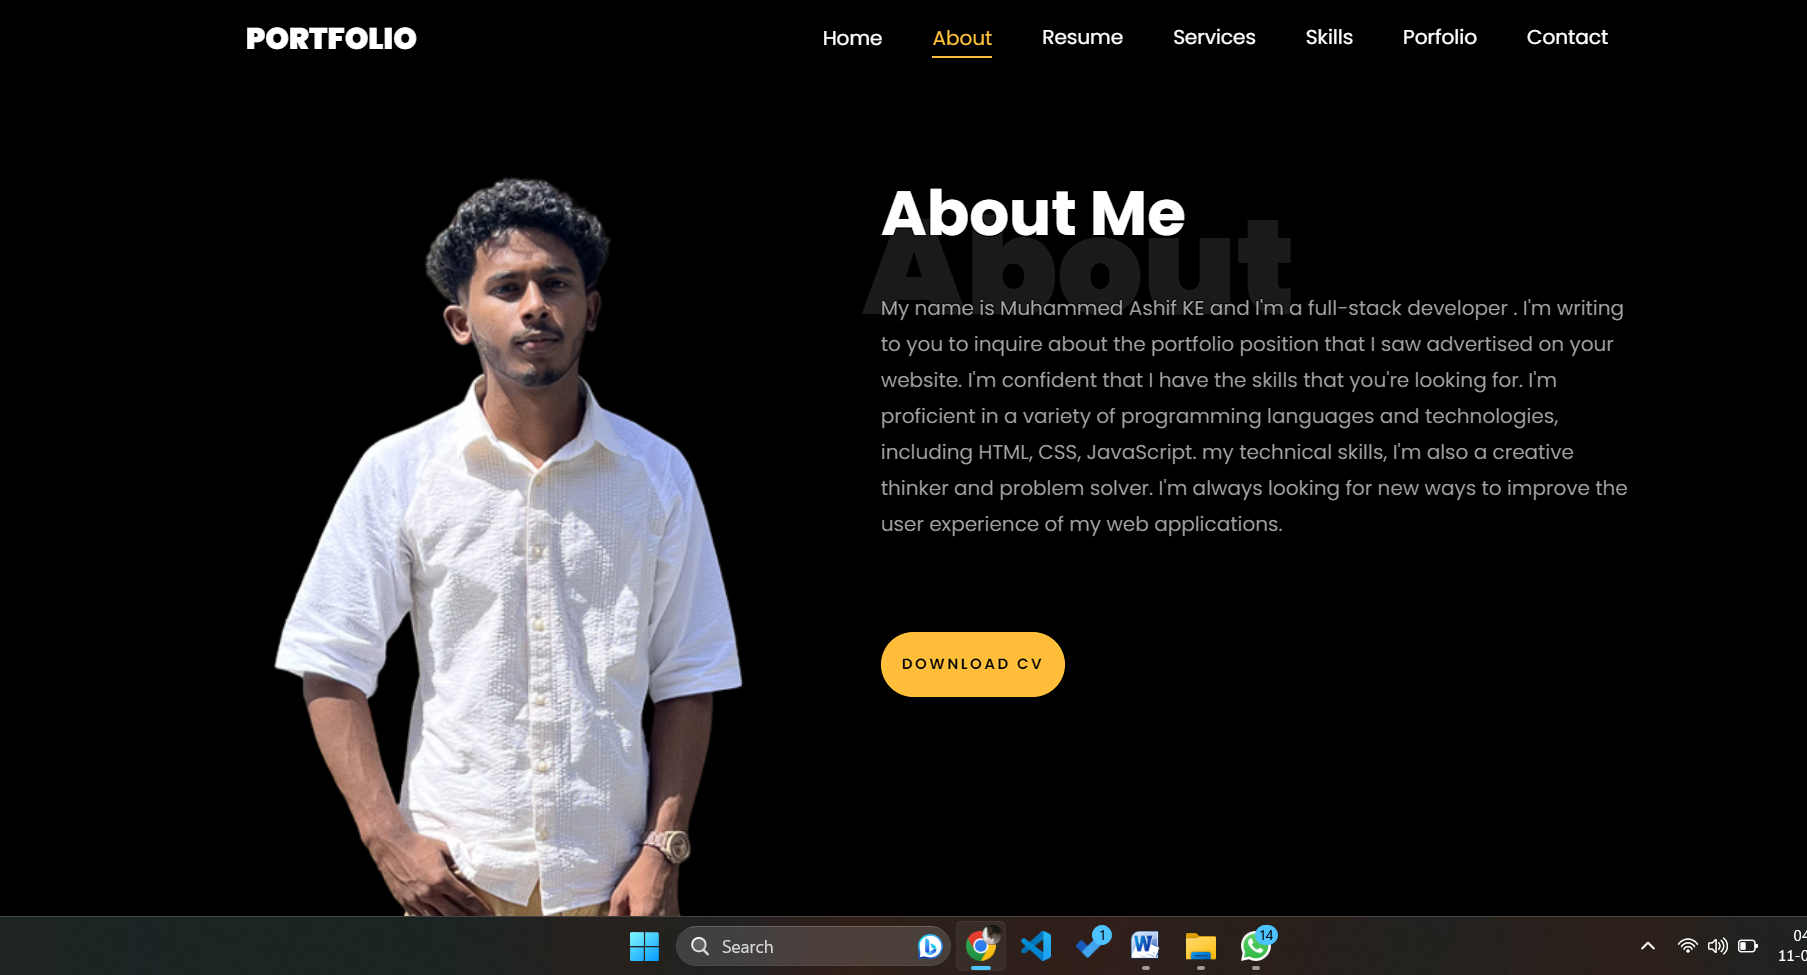 PORTFOLIO
Home About Resume Services Skills Porfolio Contact
About Me
About
My name is Muhammed Ashif KE and I'm a full-stack developer . I'm writing
to you to inquire about the portfolio position that I saw advertised on your
website. I'm confident that I have the skills that you're looking for. I'm
proficient in a variety of programming languages and technologies,
including HTML, CSS, JavaScript. my technical skills, I'm also a creative
thinker and problem solver. I'm always looking for new ways to improve the
user experience of my web applications.
DOWNLOAD CV
Search
1
14
04
11-0